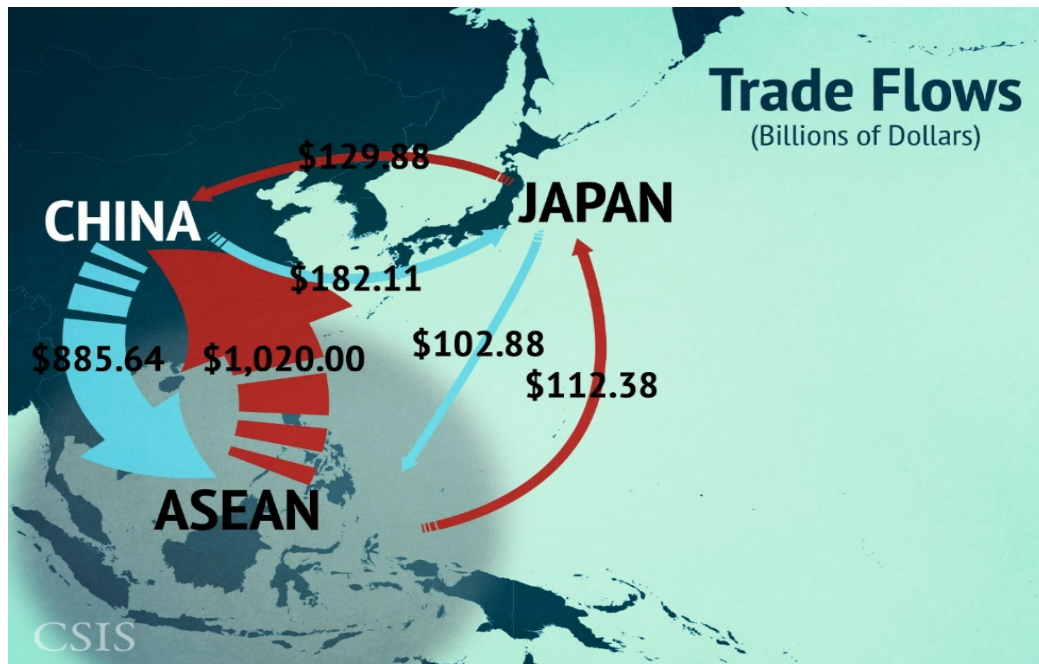 Trade Flows
(Billions of Dollars)
$129.88
CHINA
JAPAN
$182.11
$885.64
$1,020.00
$102.88
$112.38
ASEAN
CSIS